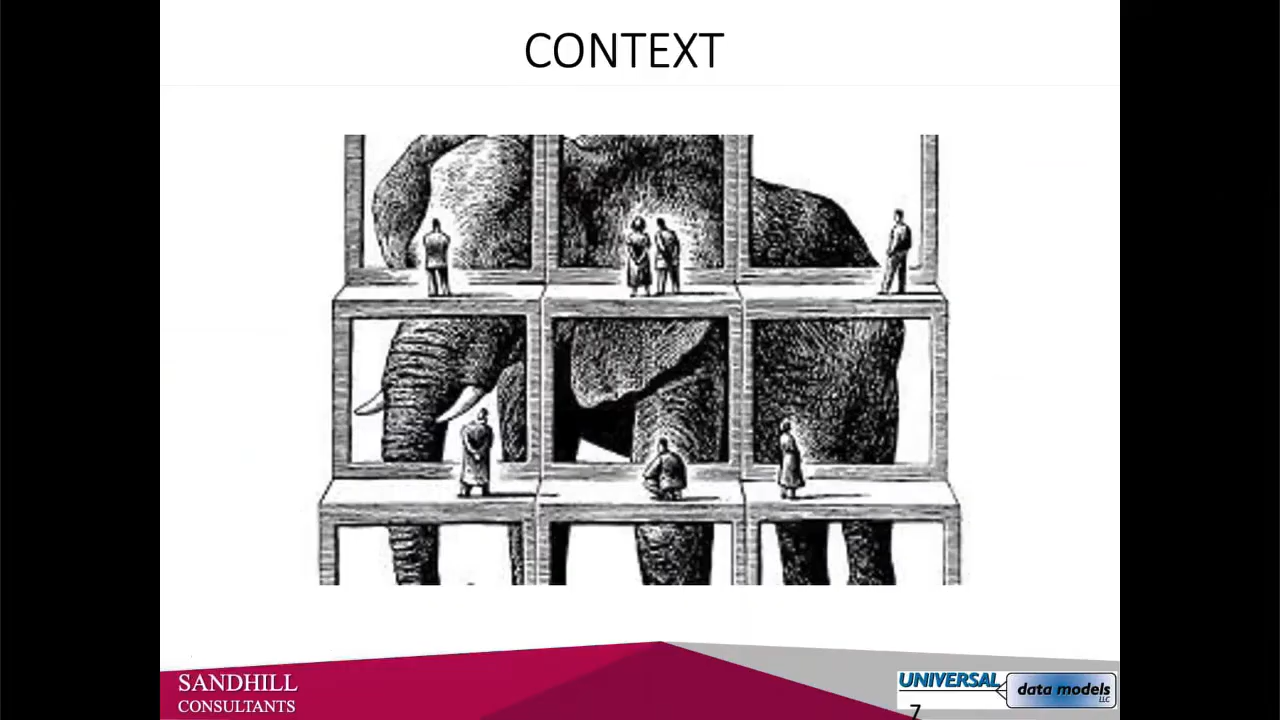 CONTEXT
SANDHILL
CONSULTANTS
UNIVERSAL
data models
LLC
7